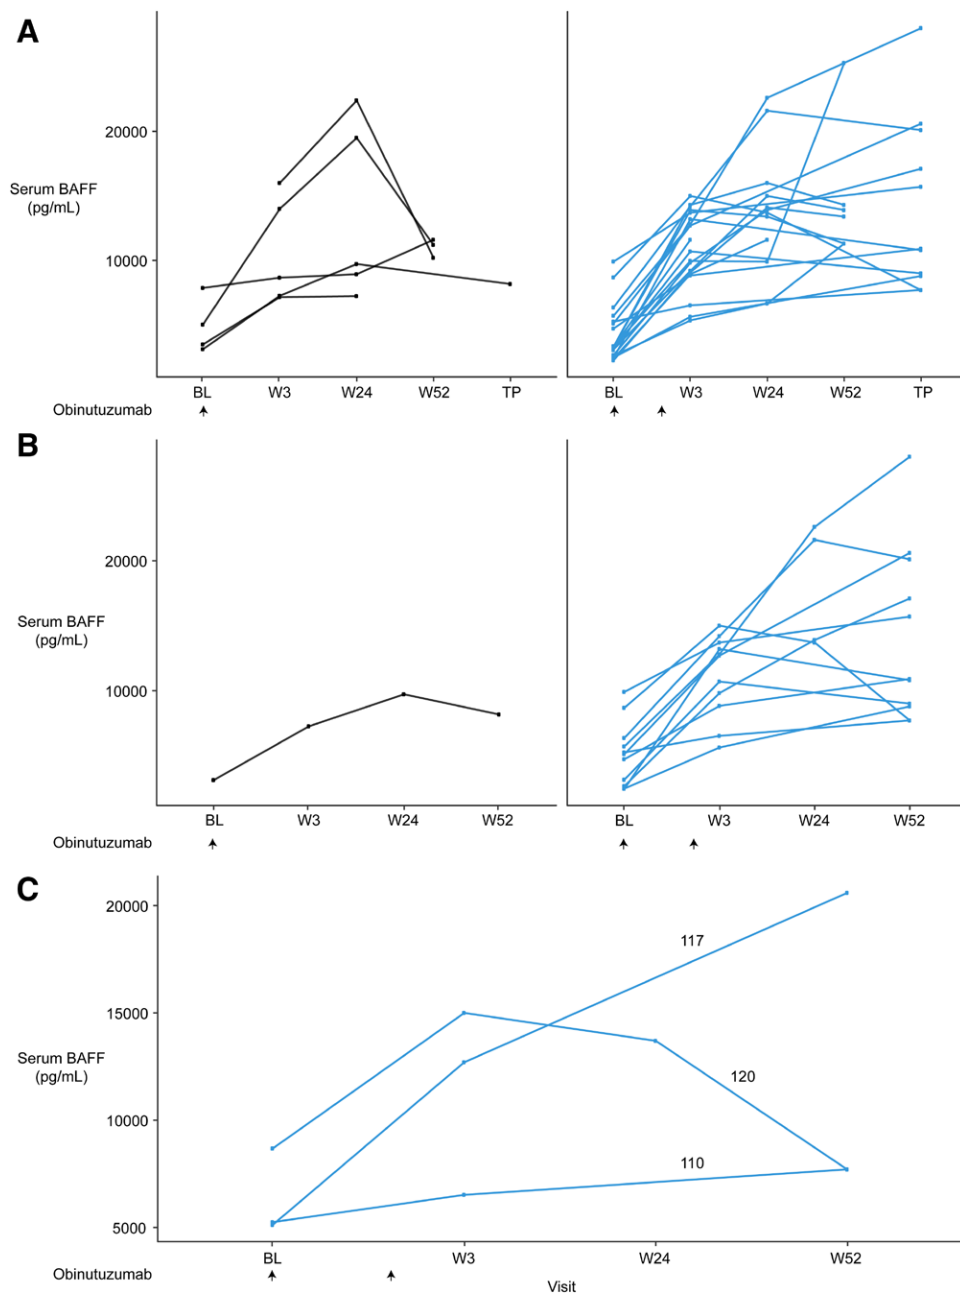 A
20000
Serum BAFF
(pg/mL)
10000
BL W3 W24 W52 TP BL W3 W24 W52 TP
Obinutuzumab
B
20000
Serum BAFF
(pg/mL)
10000
BL W3 W24 W52 BL W3 W24 W52
Obinutuzumab
C
20000
117
15000
Serum BAFF
(pg/mL)
120
10000
110
5000
BL W3 W24 W52
Obinutuzumab
Visit